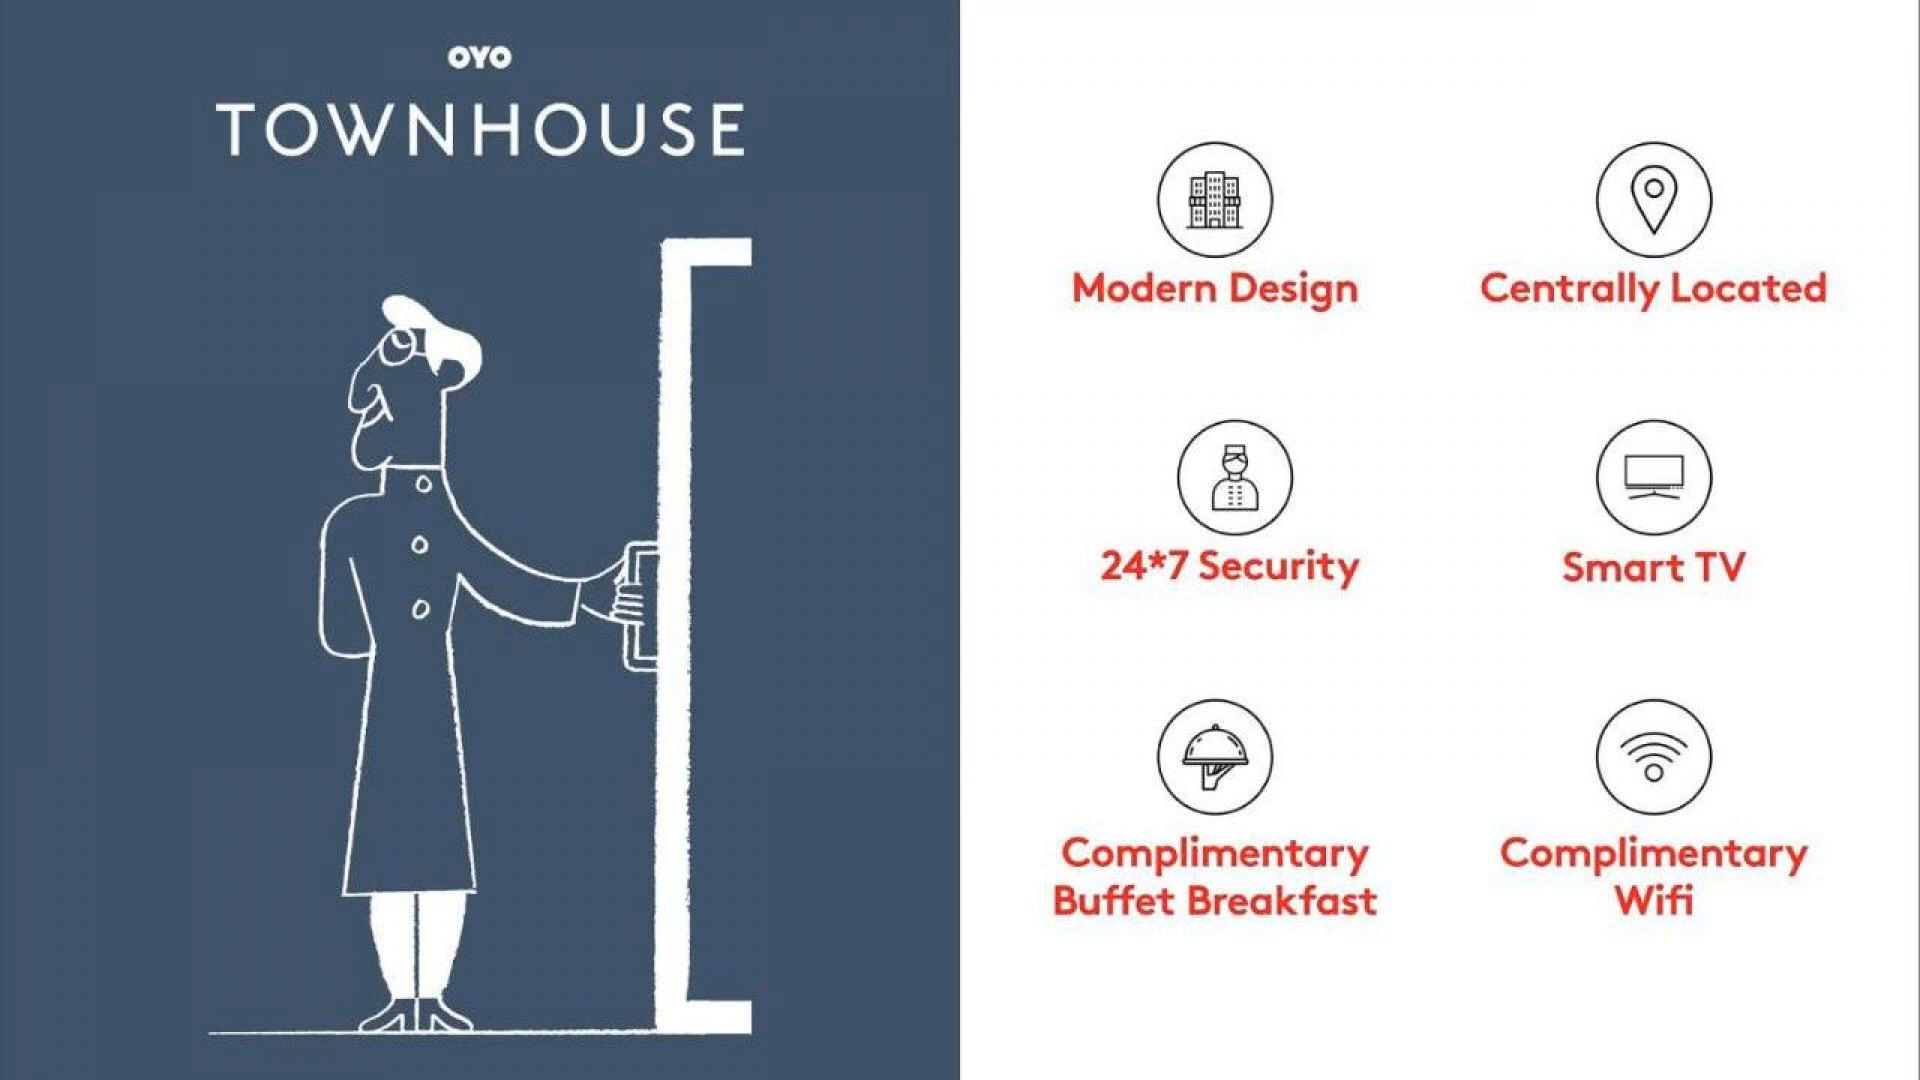 OYO
TOWNHOUSE
Modern Design
Centrally Located
24*7 Security
Smart TV
Complimentary
Buffet Breakfast
Complimentary
Wifi